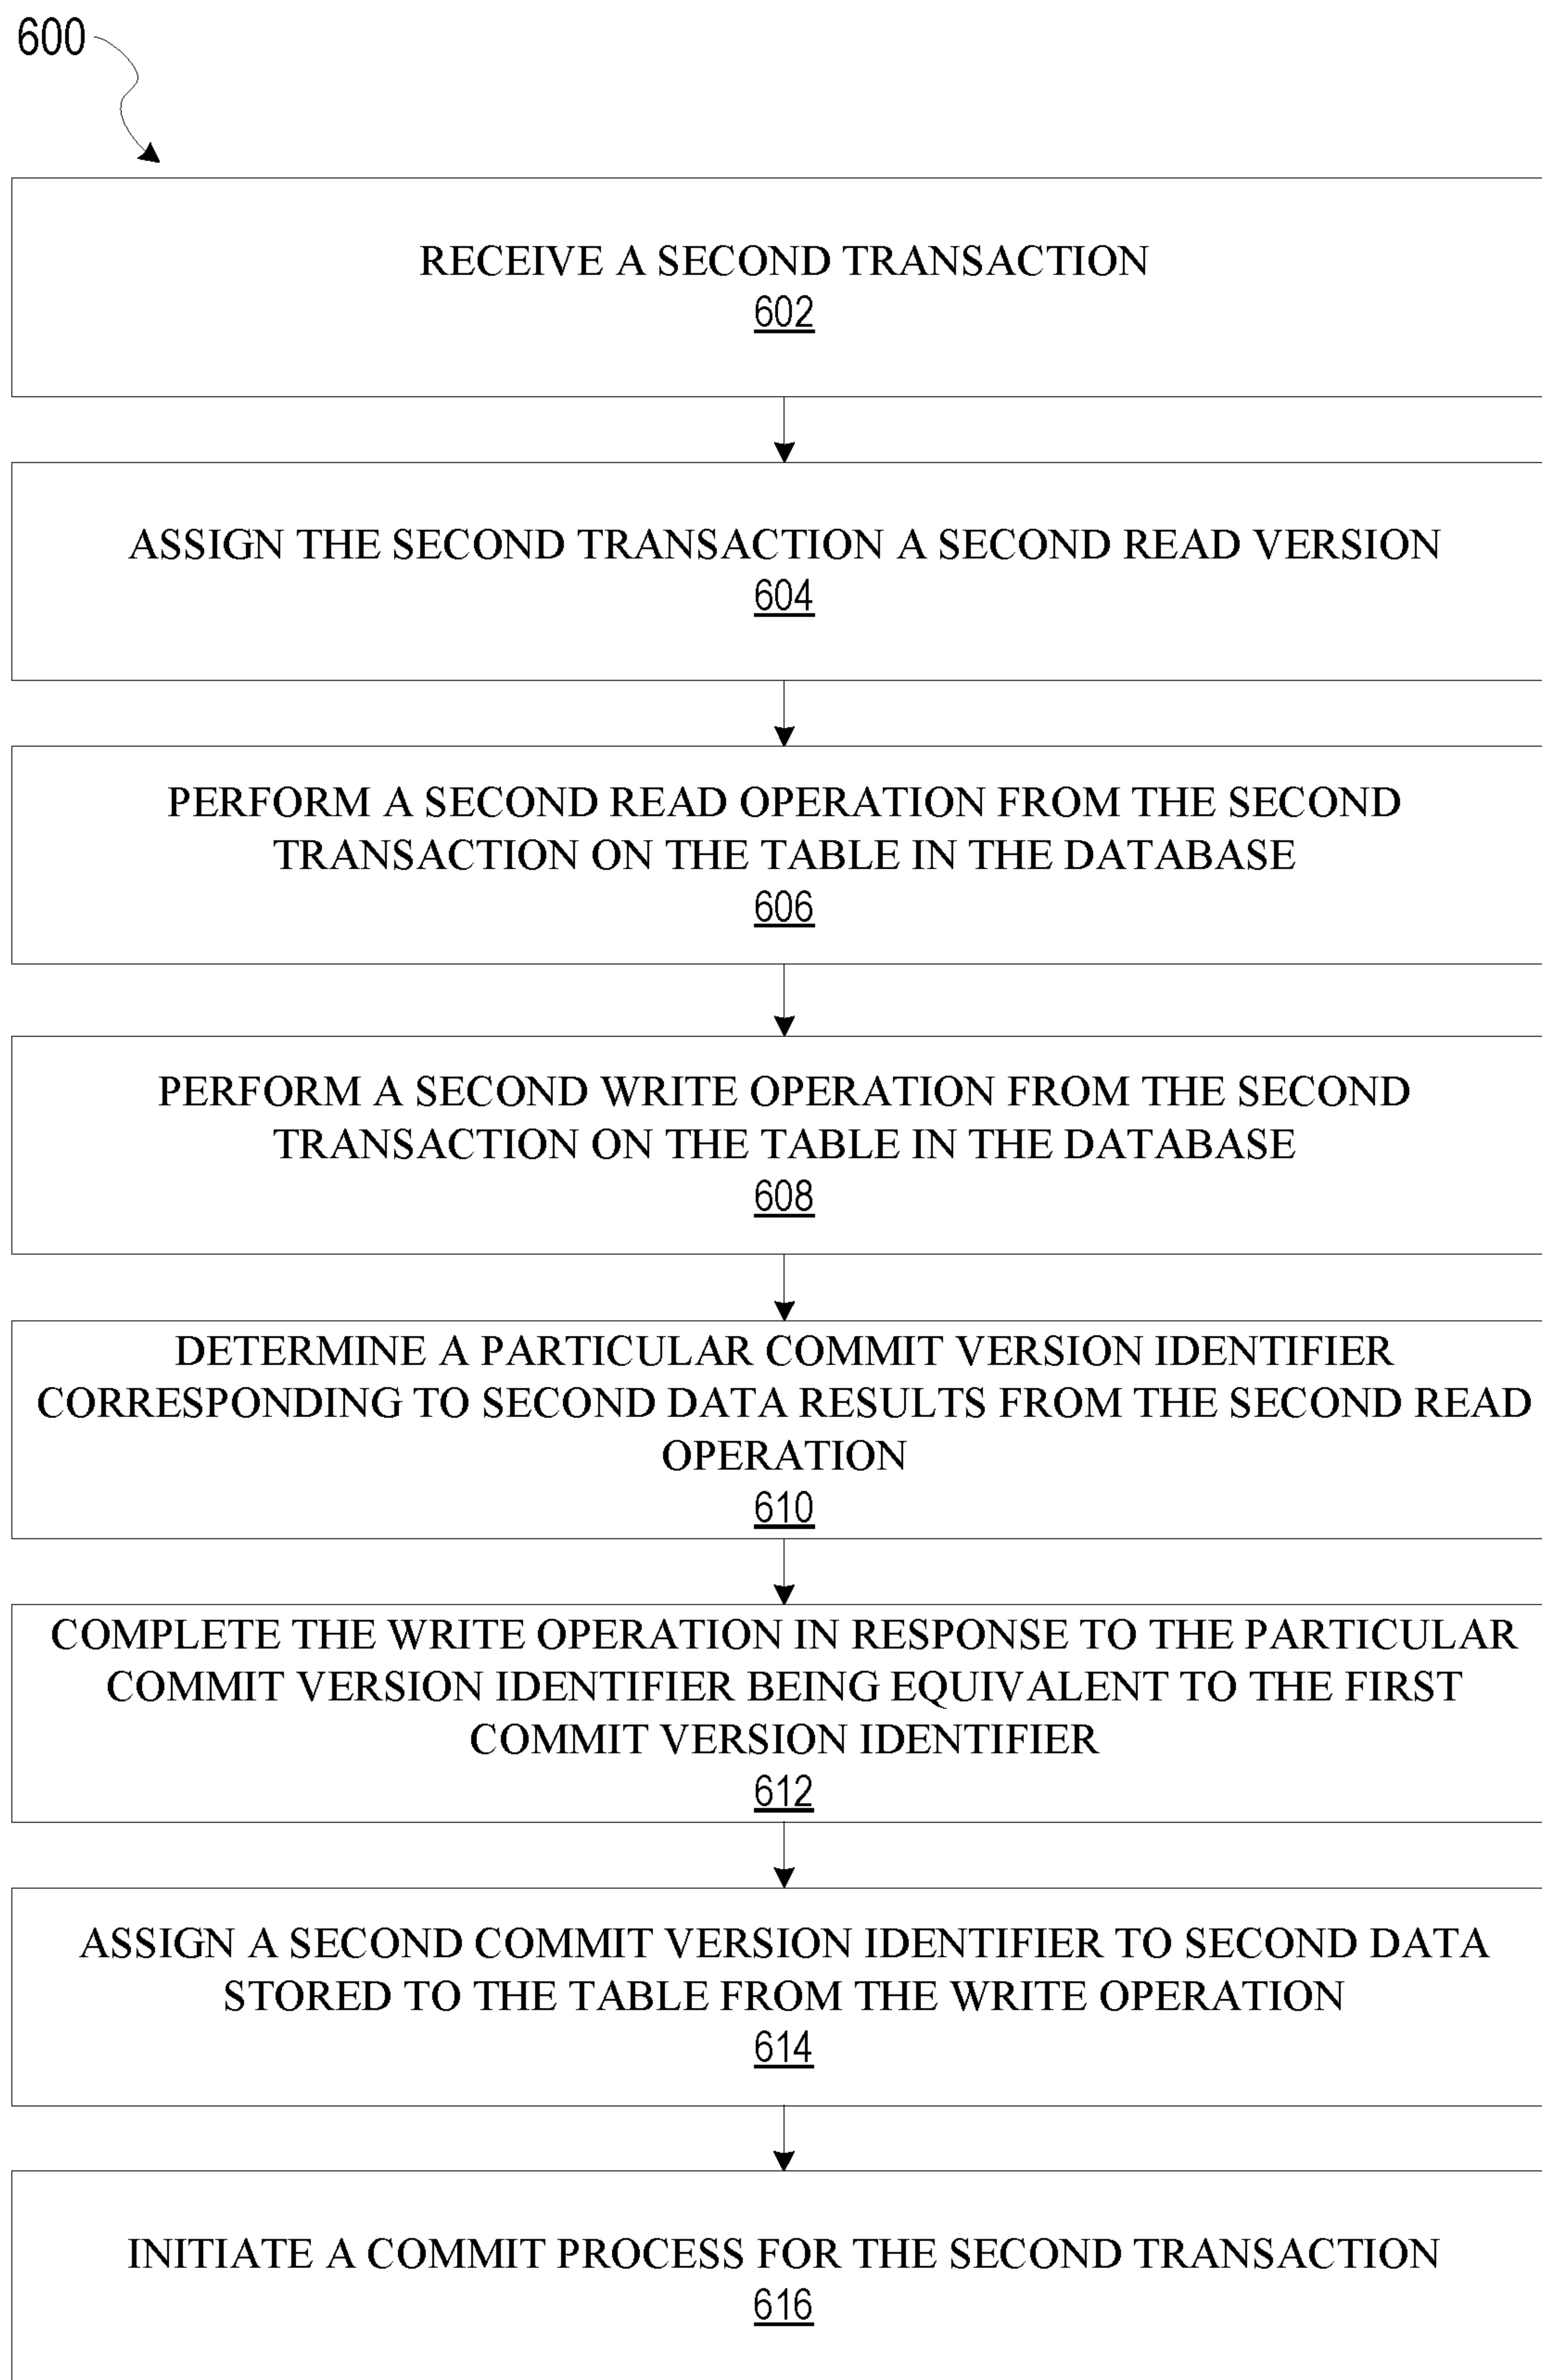 600
RECEIVE A SECOND TRANSACTION
602
ASSIGN THE SECOND TRANSACTION A SECOND READ VERSION
604
PERFORM A SECOND READ OPERATION FROM THE SECOND
TRANSACTION ON THE TABLE IN THE DATABASE
606
PERFORM A SECOND WRITE OPERATION FROM THE SECOND
TRANSACTION ON THE TABLE IN THE DATABASE
608
DETERMINE A PARTICULAR COMMIT VERSION IDENTIFIER
CORRESPONDING TO SECOND DATA RESULTS FROM THE SECOND READ
OPERATION
610
COMPLETE THE WRITE OPERATION IN RESPONSE TO THE PARTICULAR
COMMIT VERSION IDENTIFIER BEING EQUIVALENT TO THE FIRST
COMMIT VERSION IDENTIFIER
612
ASSIGN A SECOND COMMIT VERSION IDENTIFIER TO SECOND DATA
STORED TO THE TABLE FROM THE WRITE OPERATION
614
INITIATE A COMMIT PROCESS FOR THE SECOND TRANSACTION
616